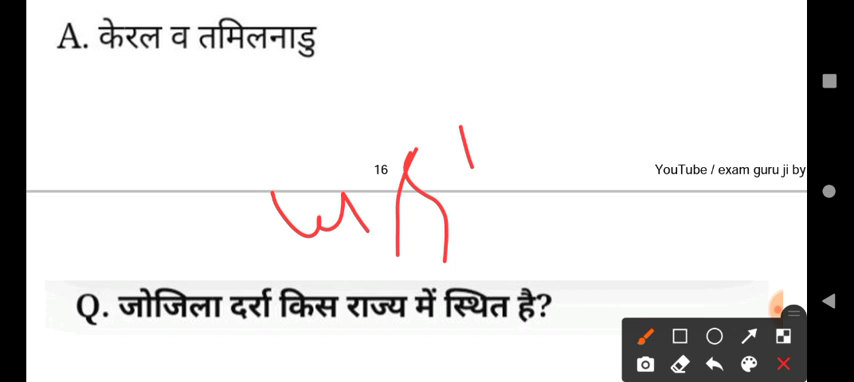 A. केरल व तमिलनाडु
16
YouTube / exam guru ji by
Q. जोजिला दर्रा किस राज्य में स्थित है?